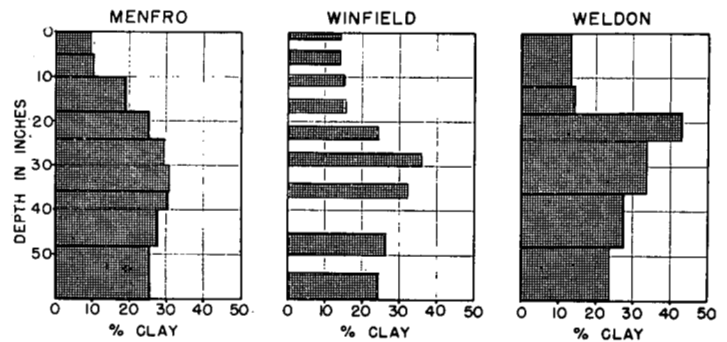 MENFRO
WINFIELD
WELDON
DEPTH IN INCHES
0
10
20
30
40
50
0 10 20 30 40 50
0 10 20 30 40 50
0 10 20 30 40 50
% CLAY
% CLAY
% CLAY